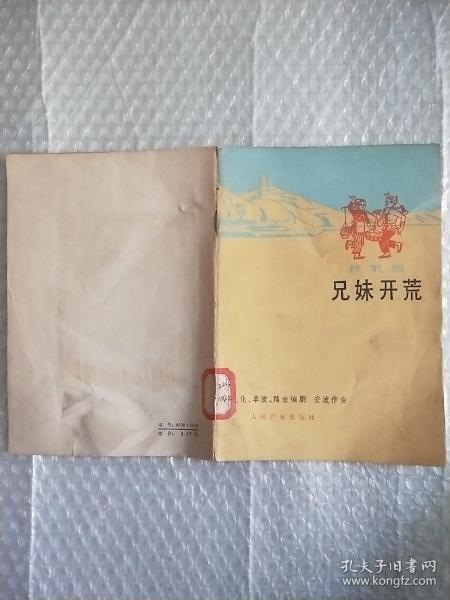 秧歌剧
兄妹开荒
化、李波、路由编剧 安波作曲
人民音乐出版社
孔夫子旧书网
www.kongfz.com